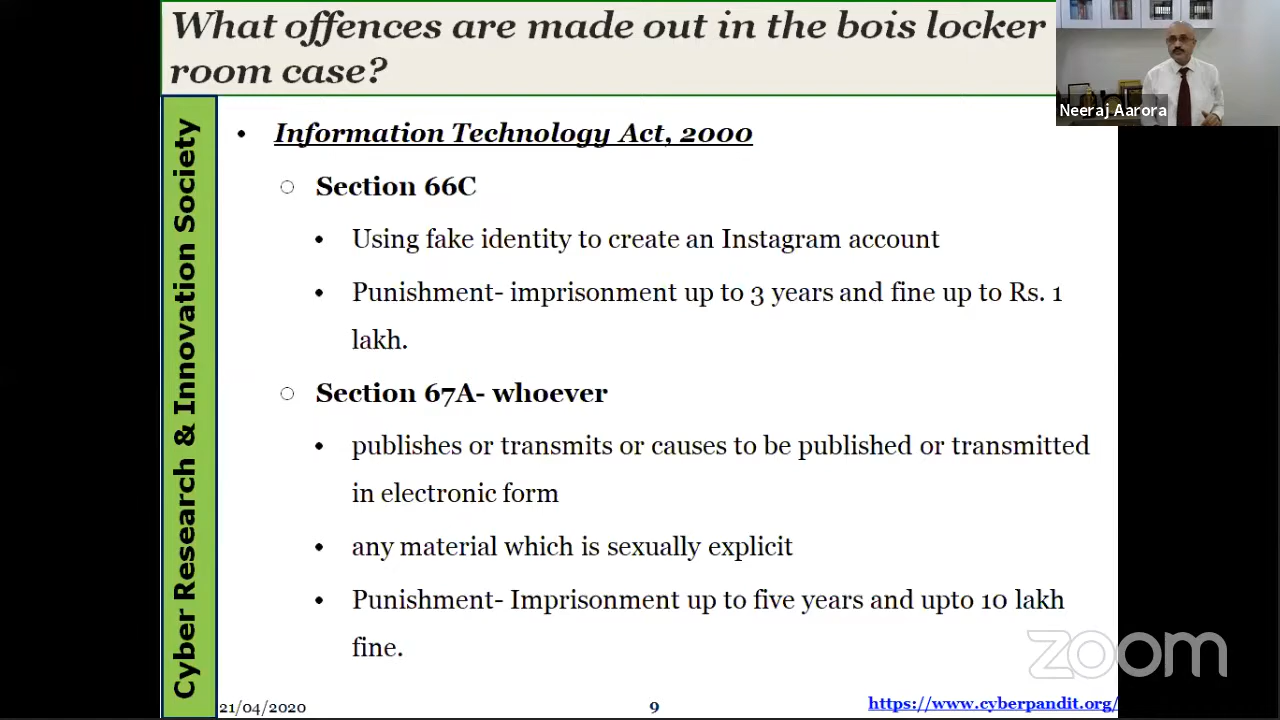 What offences are made out in the bois locker
room case?
Neeraj Aarora
Cyber Research & Innovation Society
• Information Technology Act, 2000
○ Section 66C
• Using fake identity to create an Instagram account
• Punishment- imprisonment up to 3 years and fine up to Rs. 1
lakh.
○ Section 67A- whoever
• publishes or transmits or causes to be published or transmitted
in electronic form
• any material which is sexually explicit
• Punishment- Imprisonment up to five years and upto 10 lakh
fine.
zoom
21/04/2020
9
https://www.cyberpandit.org/